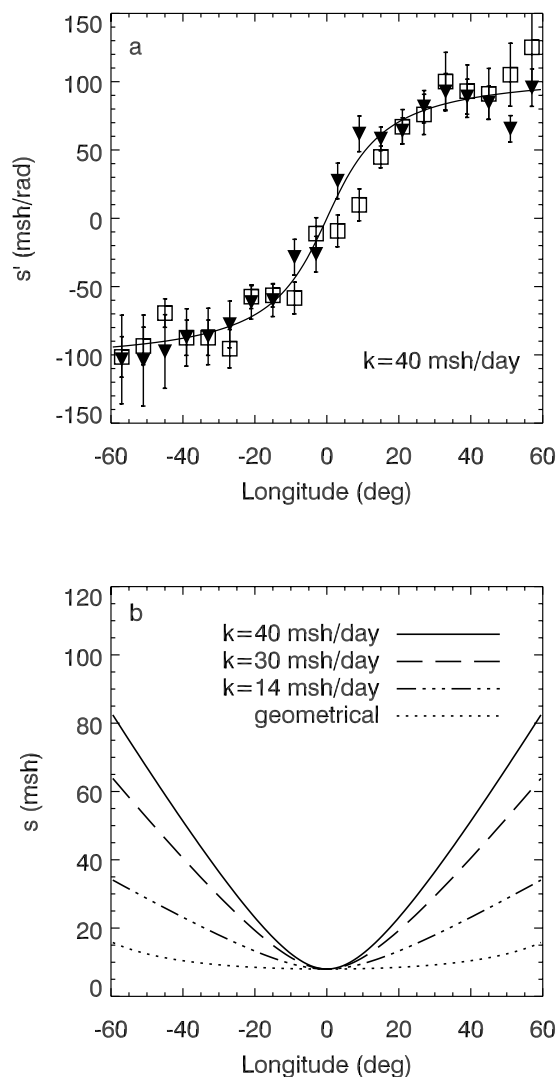 a
150
100
50
0
-50
-100
-150
s' (msh/rad)
k=40 msh/day
-60 -40 -20 0 20 40 60
Longitude (deg)
b
120
100
80
60
40
20
0
s (msh)
k=40 msh/day
k=30 msh/day
k=14 msh/day
geometrical
-60 -40 -20 0 20 40 60
Longitude (deg)